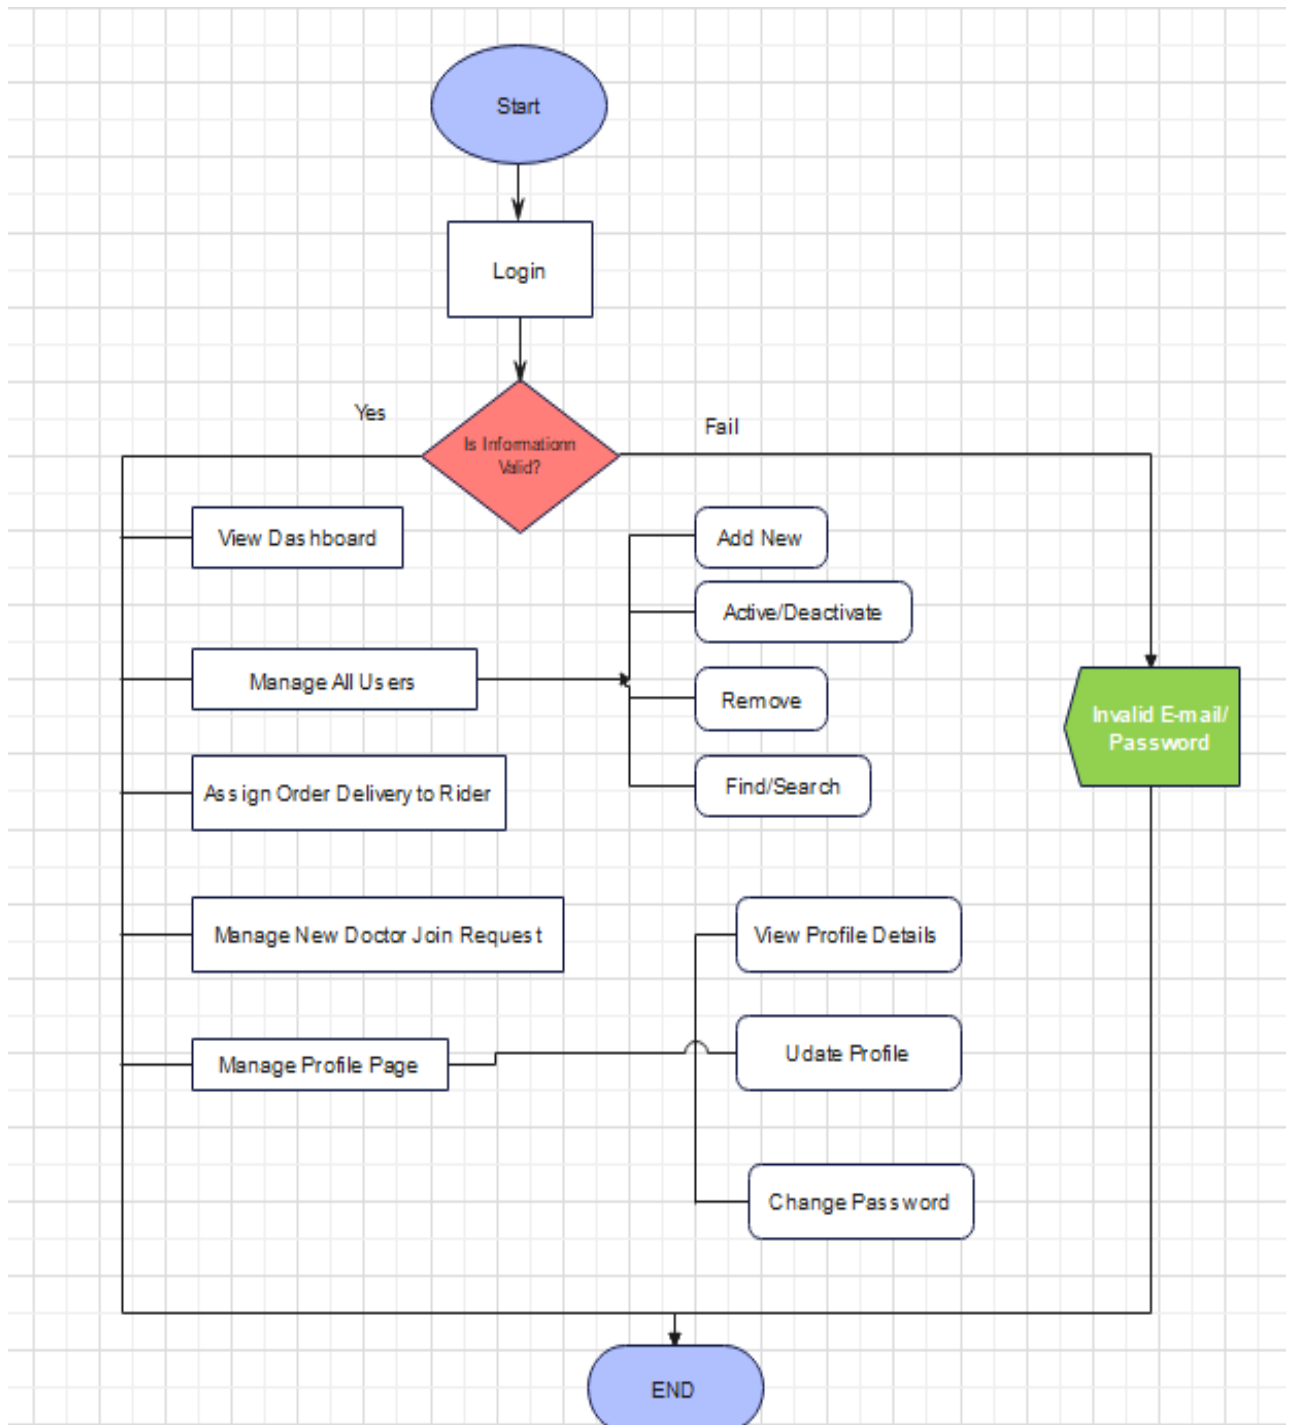 Start
Login
Yes
Fail
Is Informationn
Valid?
View Dashboard
Add New
Active/Deactivate
Manage All Users
Remove
Invalid E-mail/
Password
Assign Order Delivery to Rider
Find/Search
Manage New Doctor Join Request
View Profile Details
Manage Profile Page
Udate Profile
Change Password
END